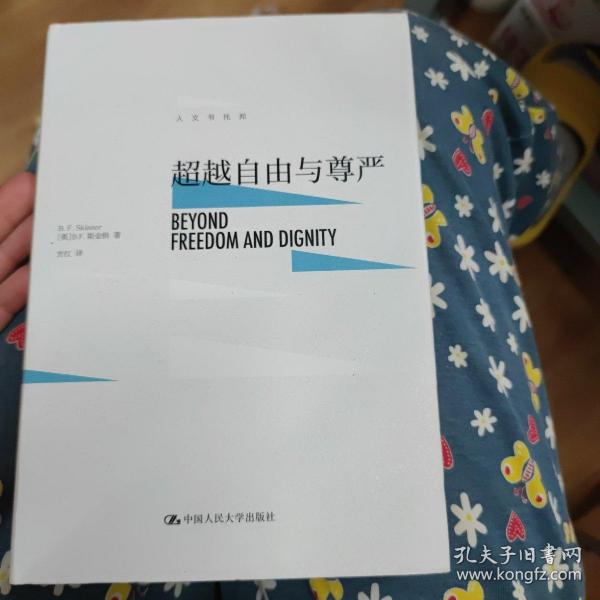 人文书托邦
超越自由与尊严
BEYOND
FREEDOM AND DIGNITY
B. F. Skinner
[美]B.F. 斯金纳 著
方红 译
中国人民大学出版社
孔夫子旧书网
www.kongfz.com